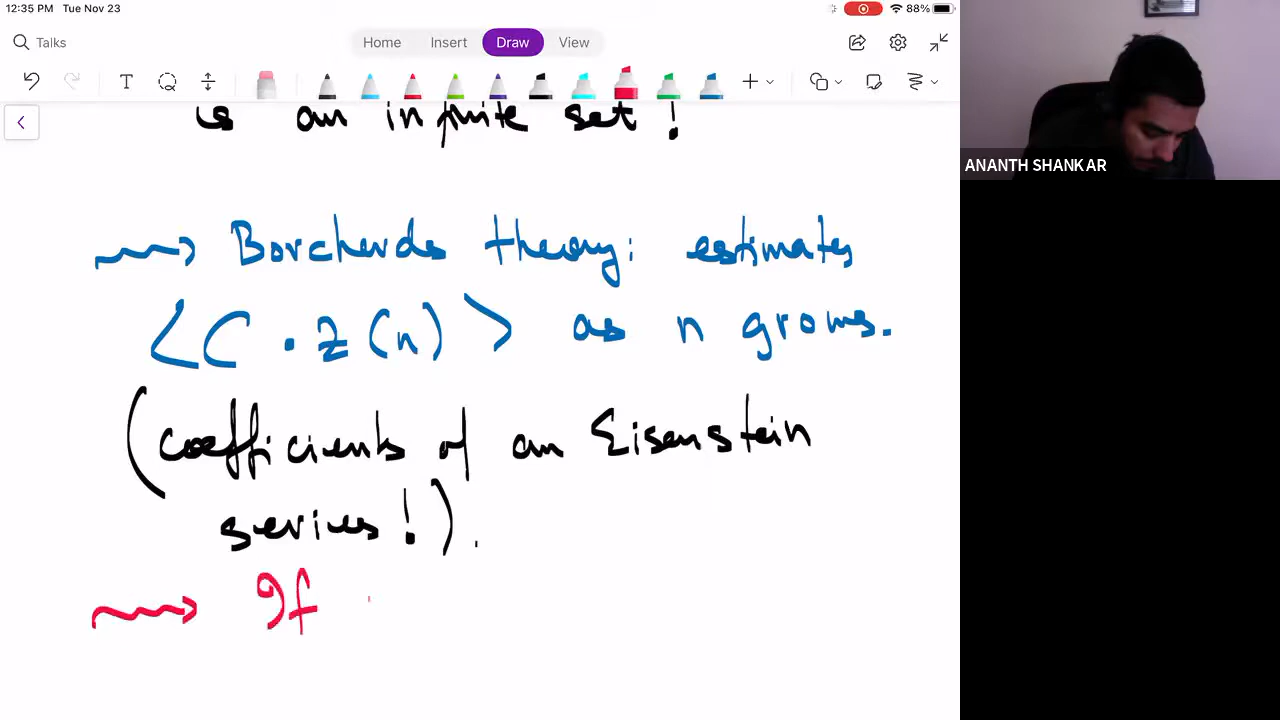 12:35 PM Tue Nov 23
88%
Talks
Home Insert Draw View
is an infinite set!
ANANTH SHANKAR
⇝ Borcherds theory: estimates
⟨C . Z(n)⟩ as n grows.
(coefficients of an Eisenstein
series!).
⇝ If